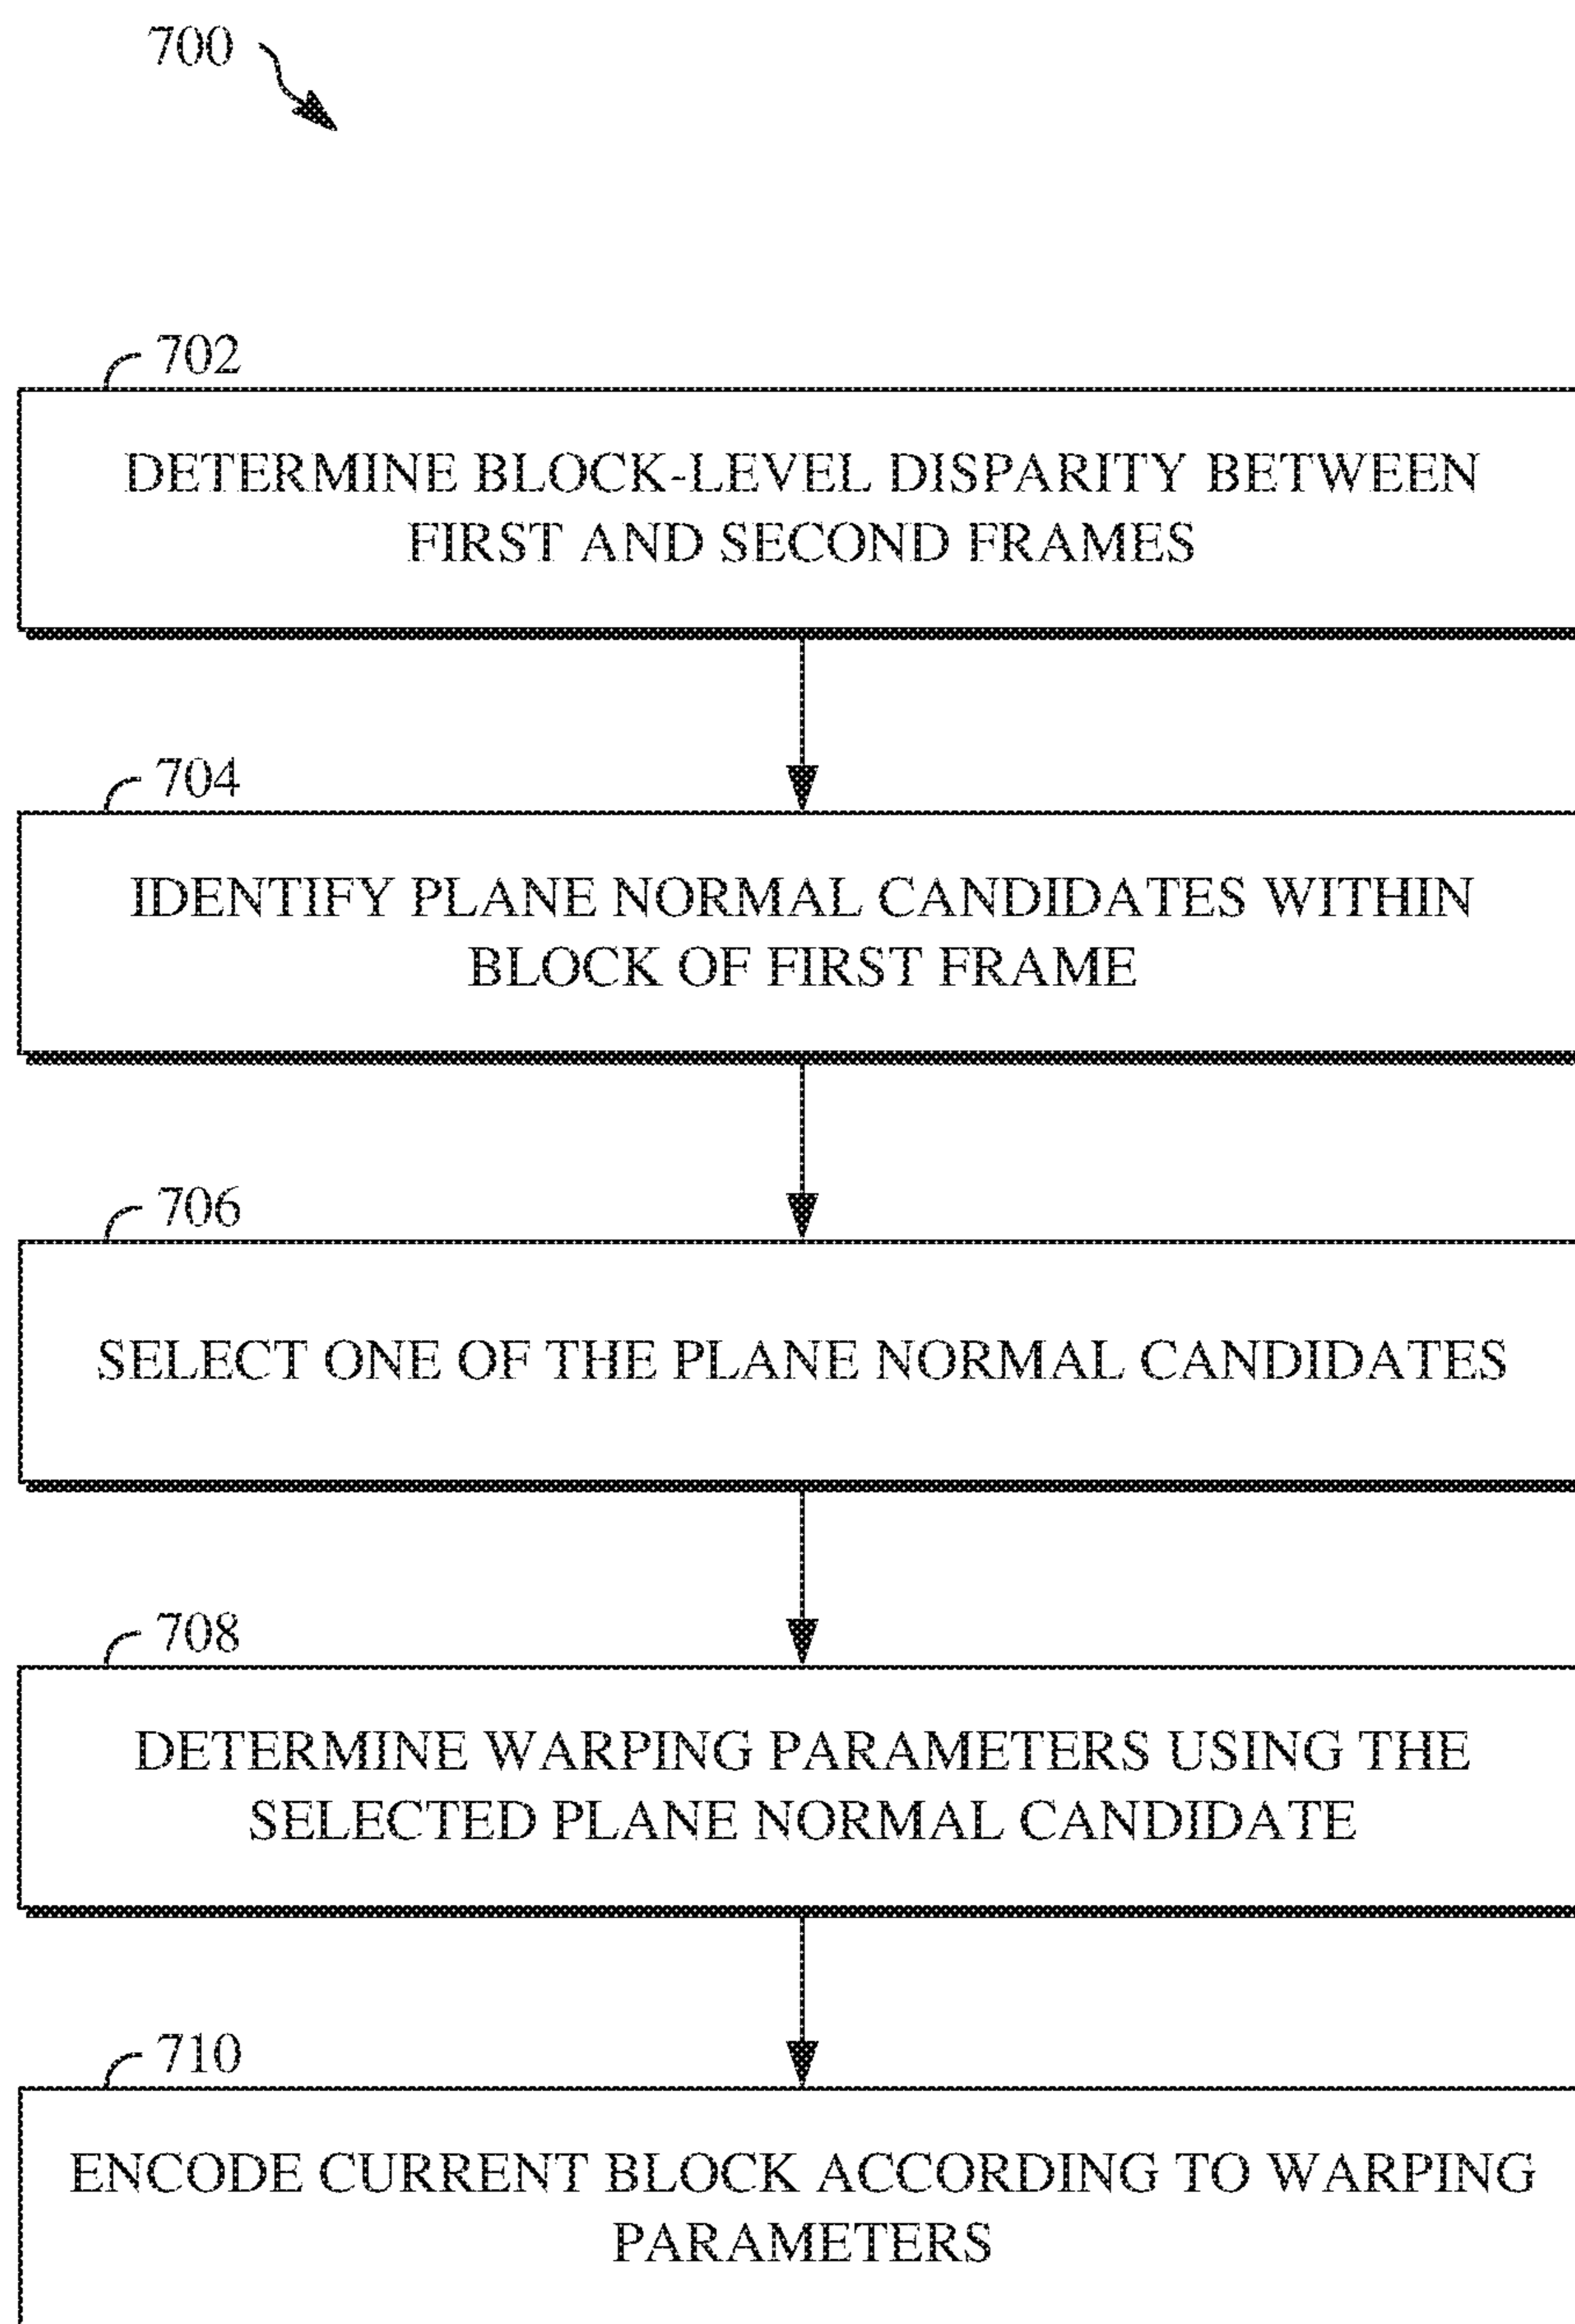 700
702
DETERMINE BLOCK-LEVEL DISPARITY BETWEEN
FIRST AND SECOND FRAMES
704
IDENTIFY PLANE NORMAL CANDIDATES WITHIN
BLOCK OF FIRST FRAME
706
SELECT ONE OF THE PLANE NORMAL CANDIDATES
708
DETERMINE WARPING PARAMETERS USING THE
SELECTED PLANE NORMAL CANDIDATE
710
ENCODE CURRENT BLOCK ACCORDING TO WARPING
PARAMETERS